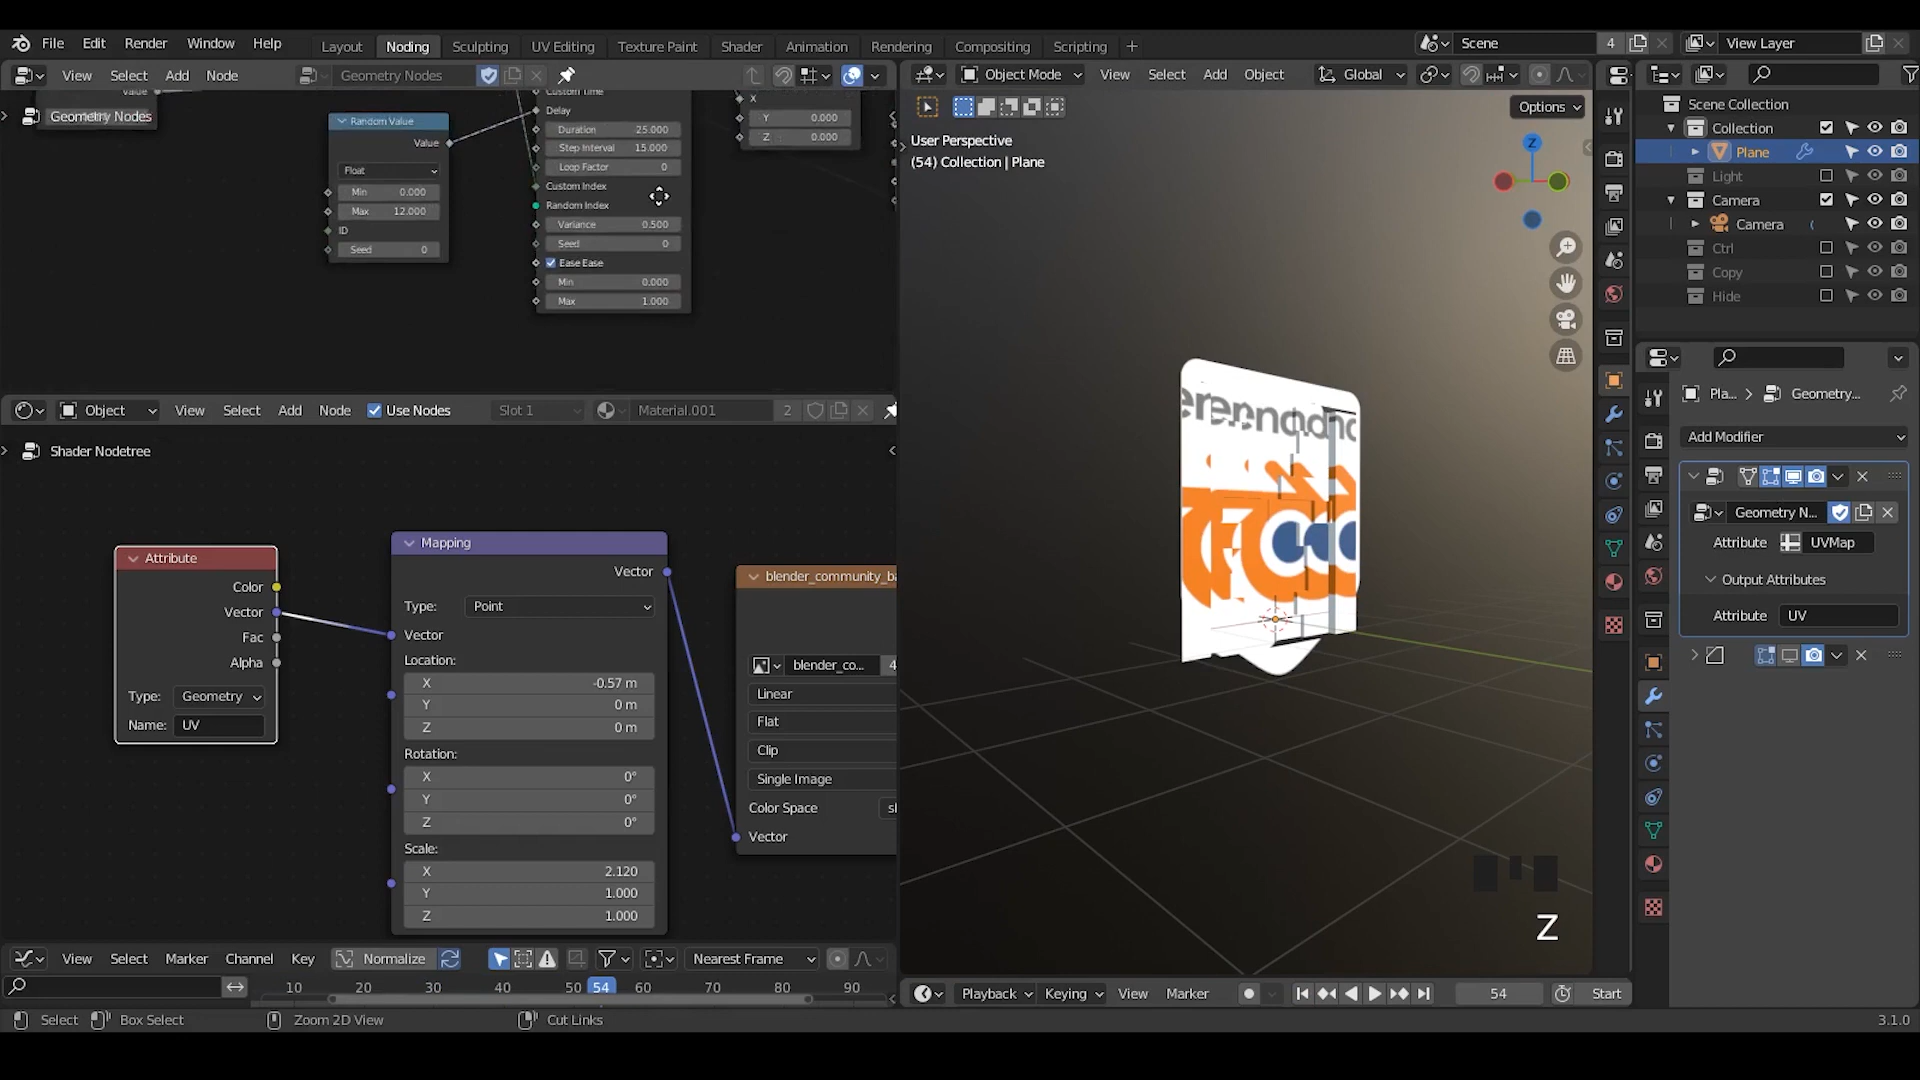 File Edit Render Window Help
Layout Noding Sculpting UV Editing Texture Paint Shader Animation Rendering Compositing Scripting +
Scene 4
View Layer
View Select Add Node
Geometry Nodes
Geometry Nodes
Random Value
Value
Float
Min 0.000
Max 12.000
ID
Seed 0
Custom Time
Delay
Duration 25.000
Step Interval 15.000
Loop Factor 0
Custom Index
Random Index
Variance 0.500
Seed 0
Ease Ease
Min 0.000
Max 1.000
X
Y 0.000
Z 0.000
Object View Select Add Node Use Nodes Slot 1 Material.001 2
Shader Nodetree
Attribute
Color
Vector
Fac
Alpha
Type: Geometry
Name: UV
Mapping
Vector
Type: Point
Vector
Location:
X -0.57 m
Y 0 m
Z 0 m
Rotation:
X 0°
Y 0°
Z 0°
Scale:
X 2.120
Y 1.000
Z 1.000
blender_community_ba
blender_co... 4
Linear
Flat
Clip
Single Image
Color Space
Vector
View Select Marker Channel Key Normalize Nearest Frame
10 20 30 40 50 54 60 70 80 90
Select Box Select Zoom 2D View Cut Links 3.1.0
Object Mode View Select Add Object Global
Options
User Perspective
(54) Collection | Plane
Z
Z
Playback Keying View Marker 54 Start
Scene Collection
Collection
Plane
Light
Camera
Camera
Ctrl
Copy
Hide
Pla... Geometry...
Add Modifier
Geometry N...
Attribute UVMap
Output Attributes
Attribute UV